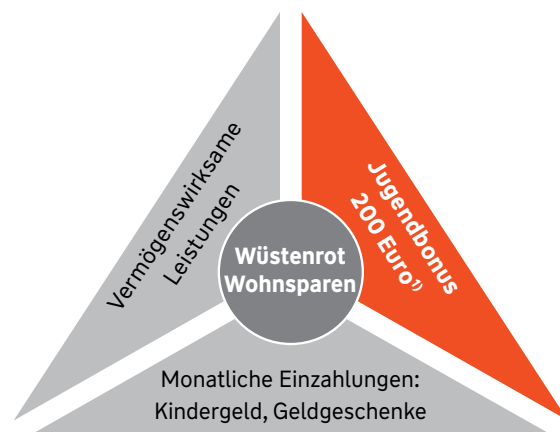 Vermögenswirksame
Leistungen
Jugendbonus
200 Euro¹⁾
Wüstenrot
Wohnsparen
Monatliche Einzahlungen:
Kindergeld, Geldgeschenke